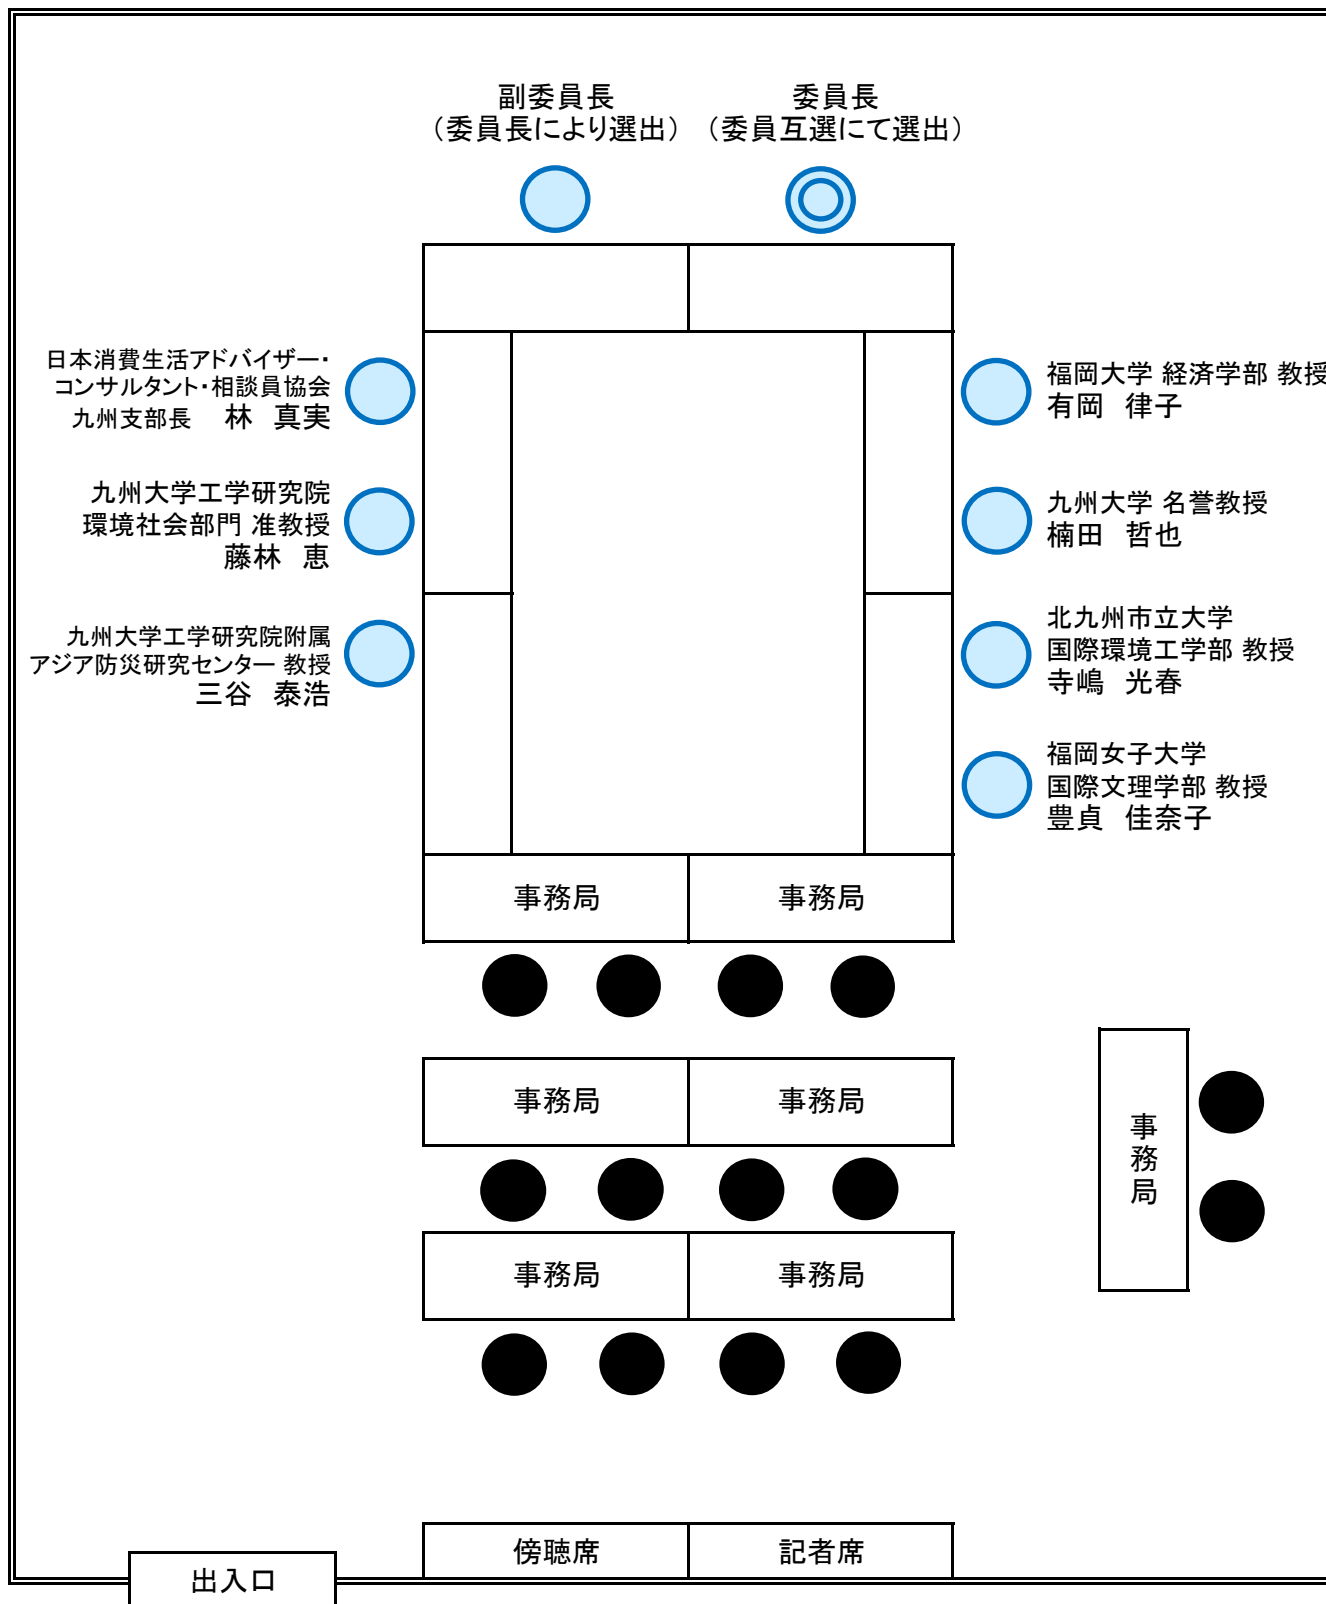 副委員長
（委員長により選出）
委員長
（委員互選にて選出）
日本消費生活アドバイザー・
コンサルタント・相談員協会
九州支部長　林　真実
九州大学工学研究院
環境社会部門 准教授
藤林　恵
九州大学工学研究院附属
アジア防災研究センター 教授
三谷　泰浩
福岡大学 経済学部 教授
有岡　律子
九州大学 名誉教授
楠田　哲也
北九州市立大学
国際環境工学部 教授
寺嶋　光春
福岡女子大学
国際文理学部 教授
豊貞　佳奈子
事務局
事務局
事務局
事務局
事務局
事務局
事務局
傍聴席
記者席
出入口